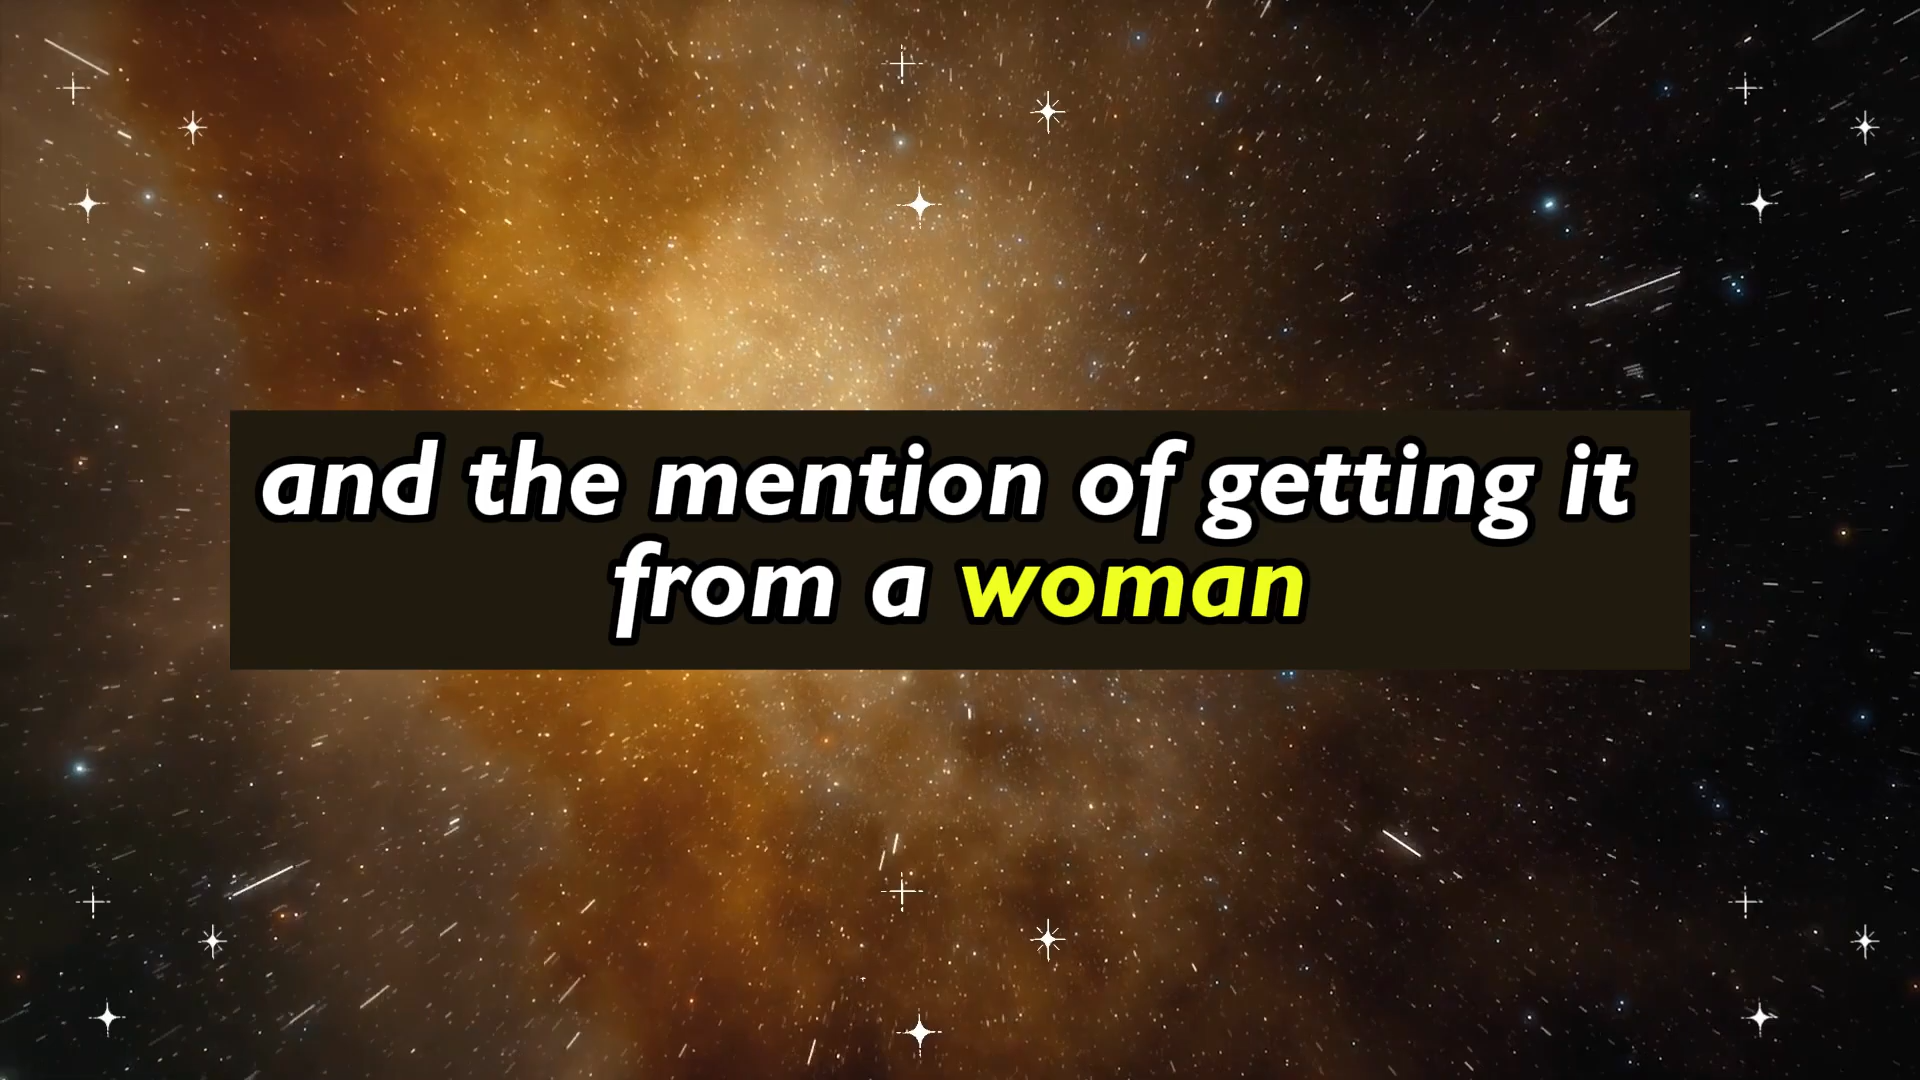 and the mention of getting it
from a woman